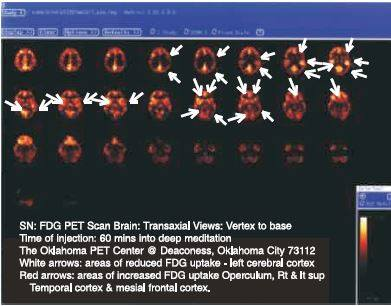 SN: FDG PET Scan Brain: Transaxial Views: Vertex to base
Time of injection: 60 mins into deep meditation
The Oklahoma PET Center @ Deaconess, Oklahoma City 73112
White arrows: areas of reduced FDG uptake - left cerebral cortex
Red arrows: areas of increased FDG uptake Operculum, Rt & lt sup
Temporal cortex & mesial frontal cortex.